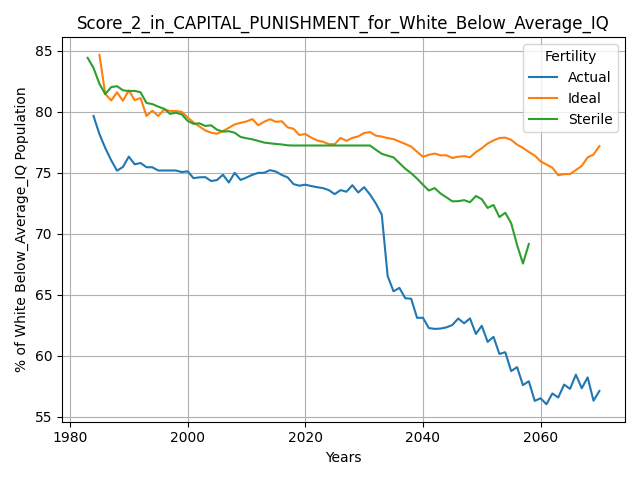 Score_2_in_CAPITAL_PUNISHMENT_for_White_Below_Average_IQ
% of White Below_Average_IQ Population
85
80
75
70
65
60
55
Fertility
Actual
Ideal
Sterile
1980
2000
2020
2040
2060
Years